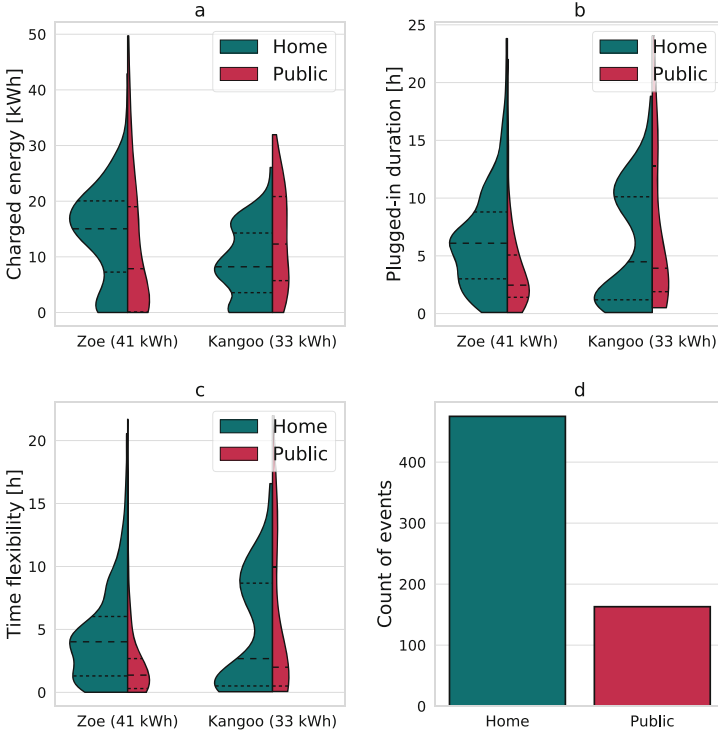 a
Charged energy [kWh]
50
40
30
20
10
0
Home
Public
Zoe (41 kWh)
Kangoo (33 kWh)
b
Plugged-in duration [h]
25
20
15
10
5
0
Home
Public
Zoe (41 kWh)
Kangoo (33 kWh)
c
Time flexibility [h]
20
15
10
5
0
Home
Public
Zoe (41 kWh)
Kangoo (33 kWh)
d
Count of events
400
300
200
100
0
Home
Public